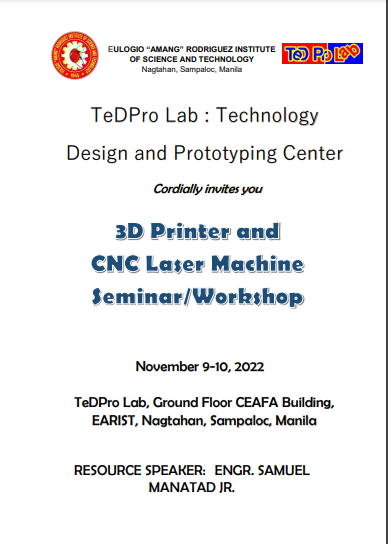 EULOGIO "AMANG" RODRIGUEZ INSTITUTE
OF SCIENCE AND TECHNOLOGY
Nagtahan, Sampaloc, Manila
TeD Pro Lab
TeDPro Lab : Technology
Design and Prototyping Center
Cordially invites you
3D Printer and
CNC Laser Machine
Seminar/Workshop
November 9-10, 2022
TeDPro Lab, Ground Floor CEAFA Building,
EARIST, Nagtahan, Sampaloc, Manila
RESOURCE SPEAKER: ENGR. SAMUEL
MANATAD JR.